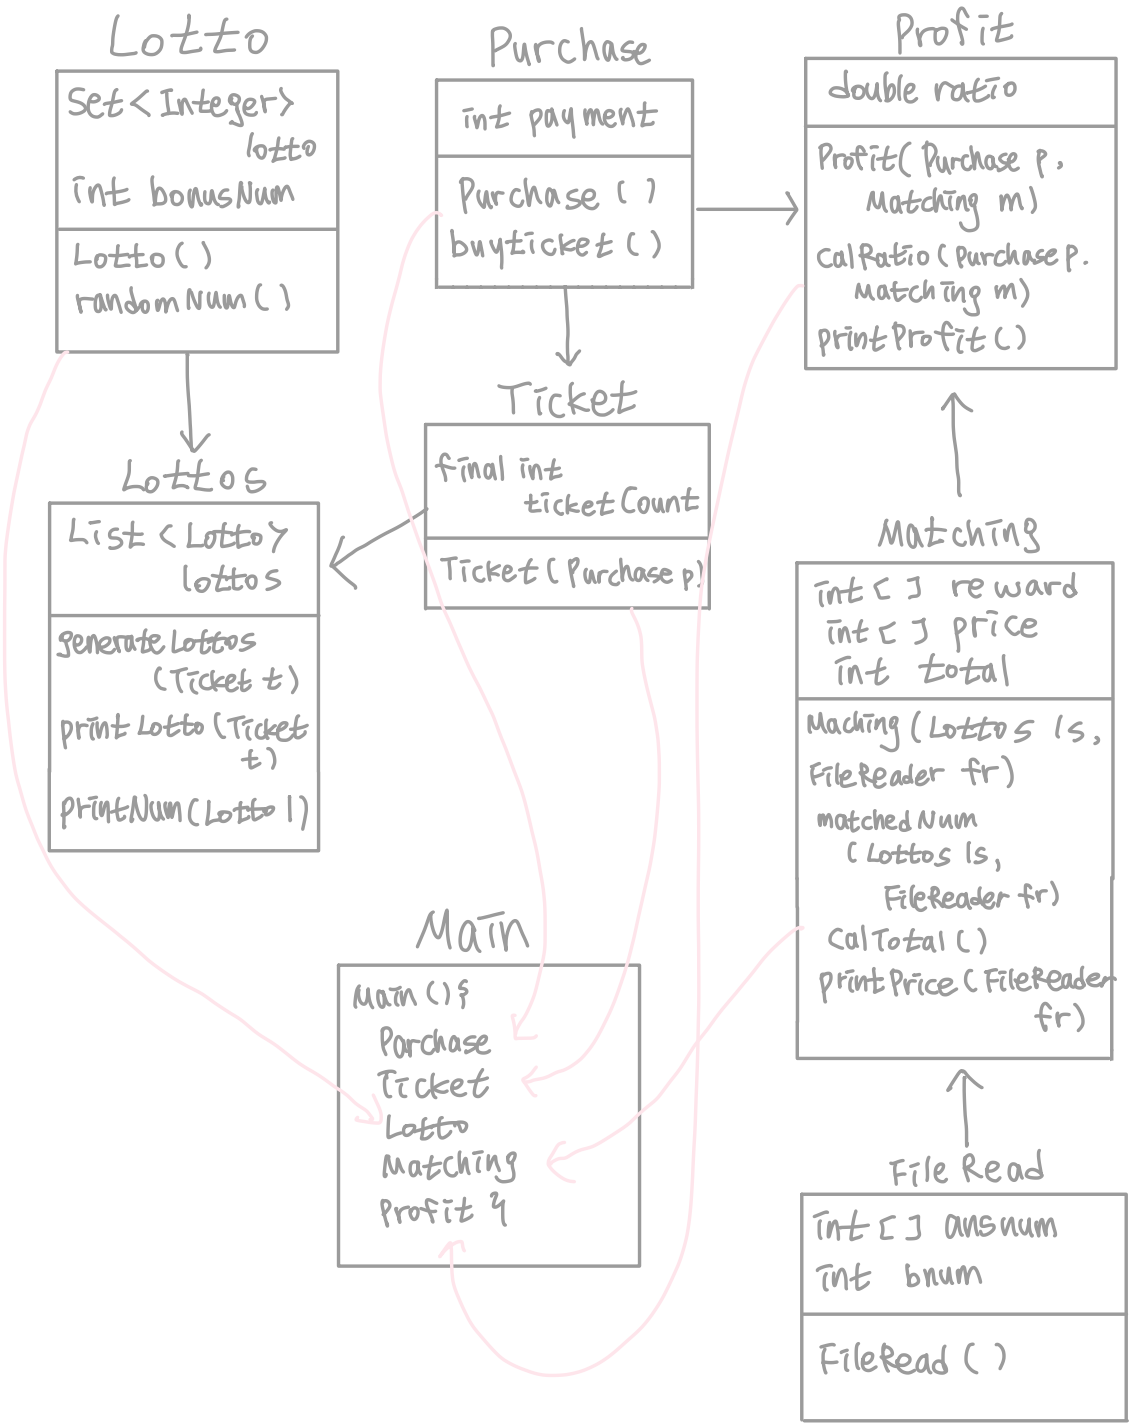 Lotto
Set<Integer>
lotto
int bonusNum
Lotto()
randomNum()
Purchase
int payment
Purchase ()
buyticket()
Profit
double ratio
Profit(Purchase p,
Matching m)
calRatio(Purchase p.
Matching m)
printProfit()
Lottos
List <Lotto>
lottos
generateLottos
(Ticket t)
printLotto(Ticket
t)
printNum(Lotto l)
Ticket
final int
ticketCount
Ticket(Purchase p)
Matching
int[] reward
int[] price
int total
Maching(Lottos ls,
FileReader fr)
matchedNum
(Lottos ls,
FileReader fr)
calTotal()
printPrice(FileReader
fr)
Main
Main(){
Purchase
Ticket
Lotto
Matching
Profit }
File Read
int[] ansnum
int bnum
FileRead()